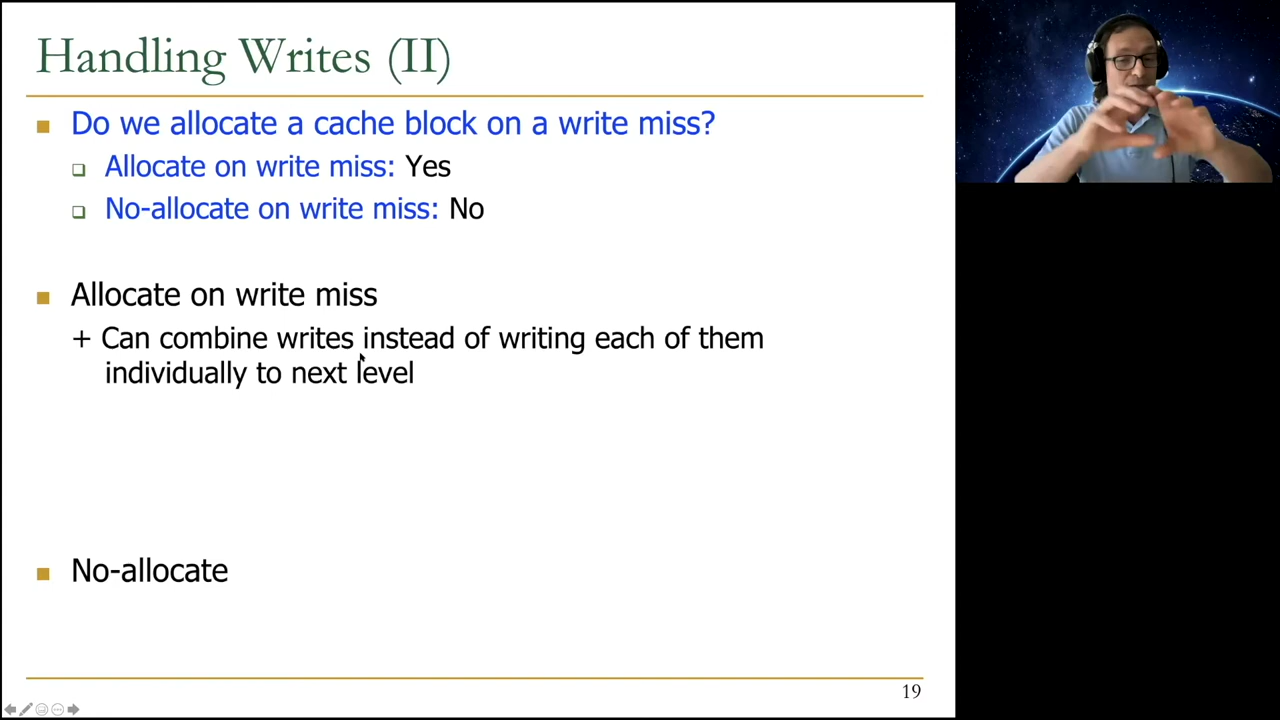 Handling Writes (II)
Do we allocate a cache block on a write miss?
Allocate on write miss: Yes
No-allocate on write miss: No
Allocate on write miss
+ Can combine writes instead of writing each of them
individually to next level
No-allocate
19